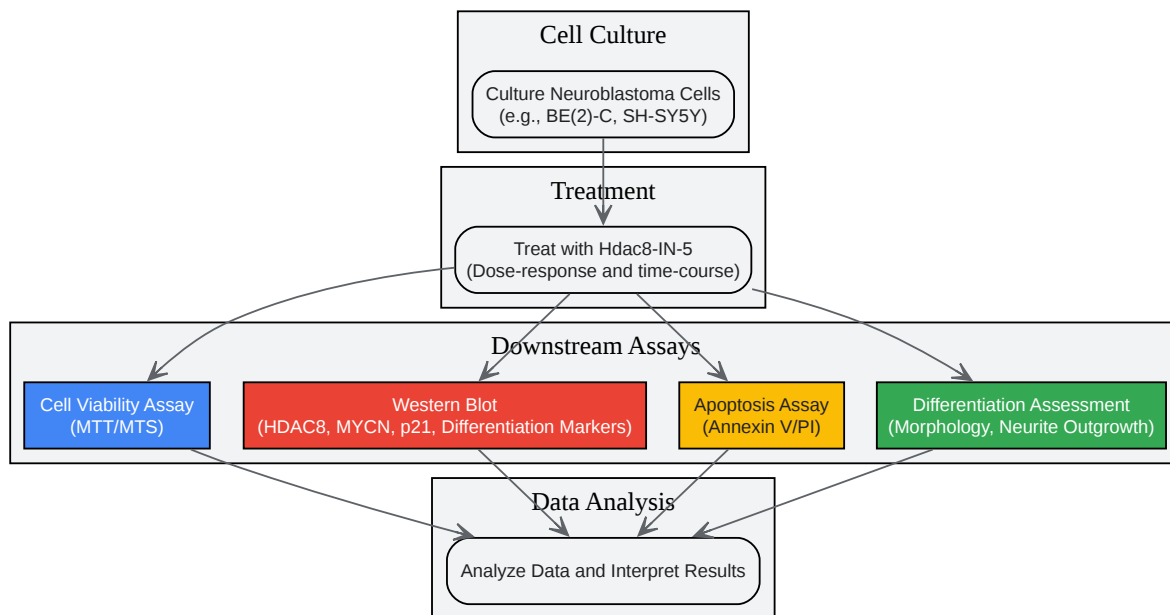 Cell Culture
Culture Neuroblastoma Cells
(e.g., BE(2)-C, SH-SY5Y)
Treatment
Treat with Hdac8-IN-5
(Dose-response and time-course)
Downstream Assays
Cell Viability Assay
(MTT/MTS)
Western Blot
(HDAC8, MYCN, p21, Differentiation Markers)
Apoptosis Assay
(Annexin V/PI)
Differentiation Assessment
(Morphology, Neurite Outgrowth)
Data Analysis
Analyze Data and Interpret Results